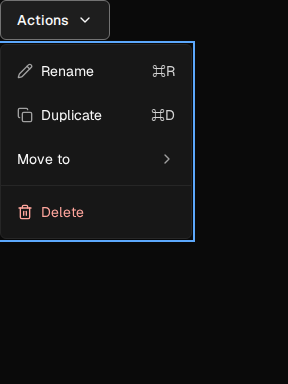 Actions
Rename ⌘R
Duplicate ⌘D
Move to
Delete